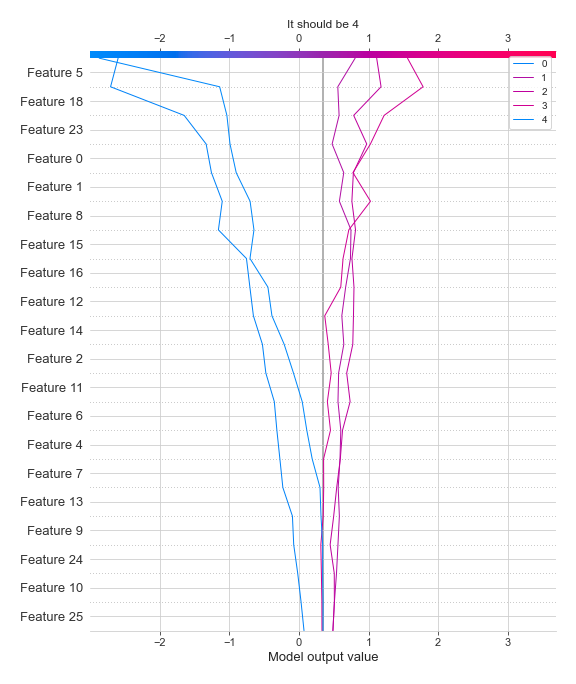 It should be 4
−2 −1 0 1 2 3
0
1
2
3
4
Feature 5
Feature 18
Feature 23
Feature 0
Feature 1
Feature 8
Feature 15
Feature 16
Feature 12
Feature 14
Feature 2
Feature 11
Feature 6
Feature 4
Feature 7
Feature 13
Feature 9
Feature 24
Feature 10
Feature 25
−2 −1 0 1 2 3
Model output value